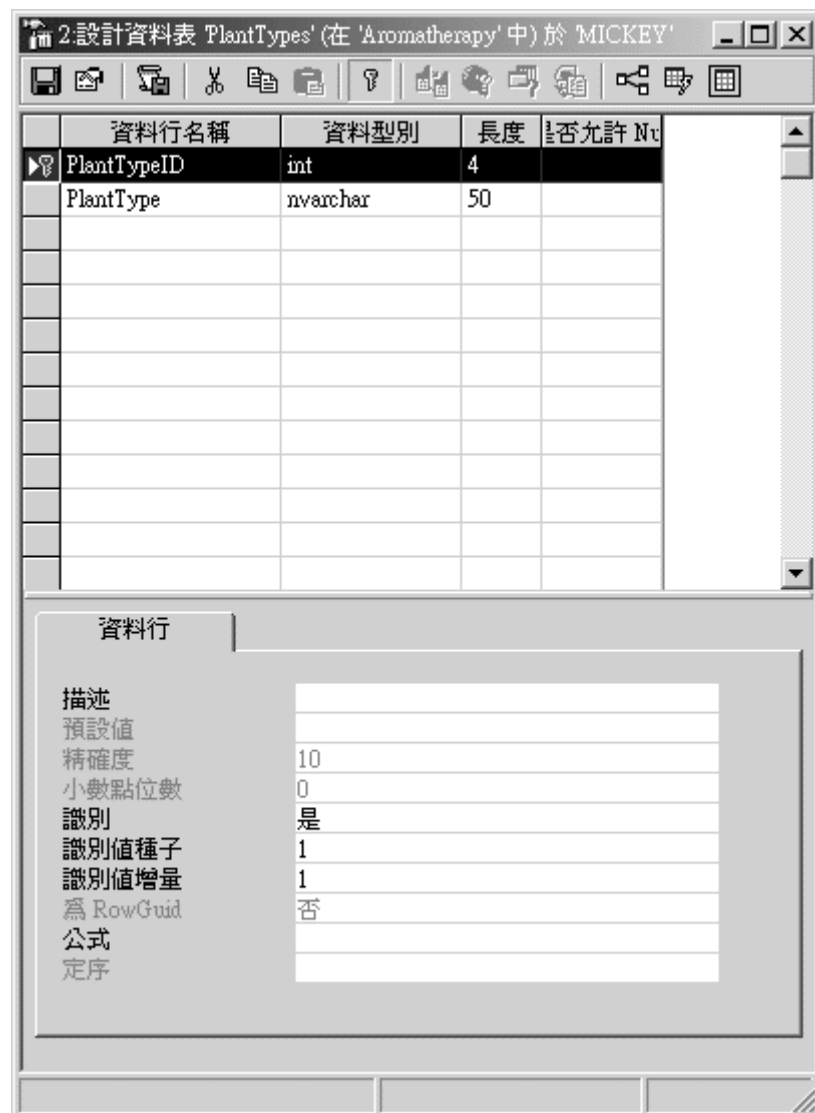 2:設計資料表 'PlantTypes' (在 'Aromatherapy' 中) 於 'MICKEY'
資料行名稱 資料型別 長度 是否允許 Nu
PlantTypeID int 4
PlantType nvarchar 50
資料行
描述
預設值
精確度 10
小數點位數 0
識別 是
識別值種子 1
識別值增量 1
為 RowGuid 否
公式
定序